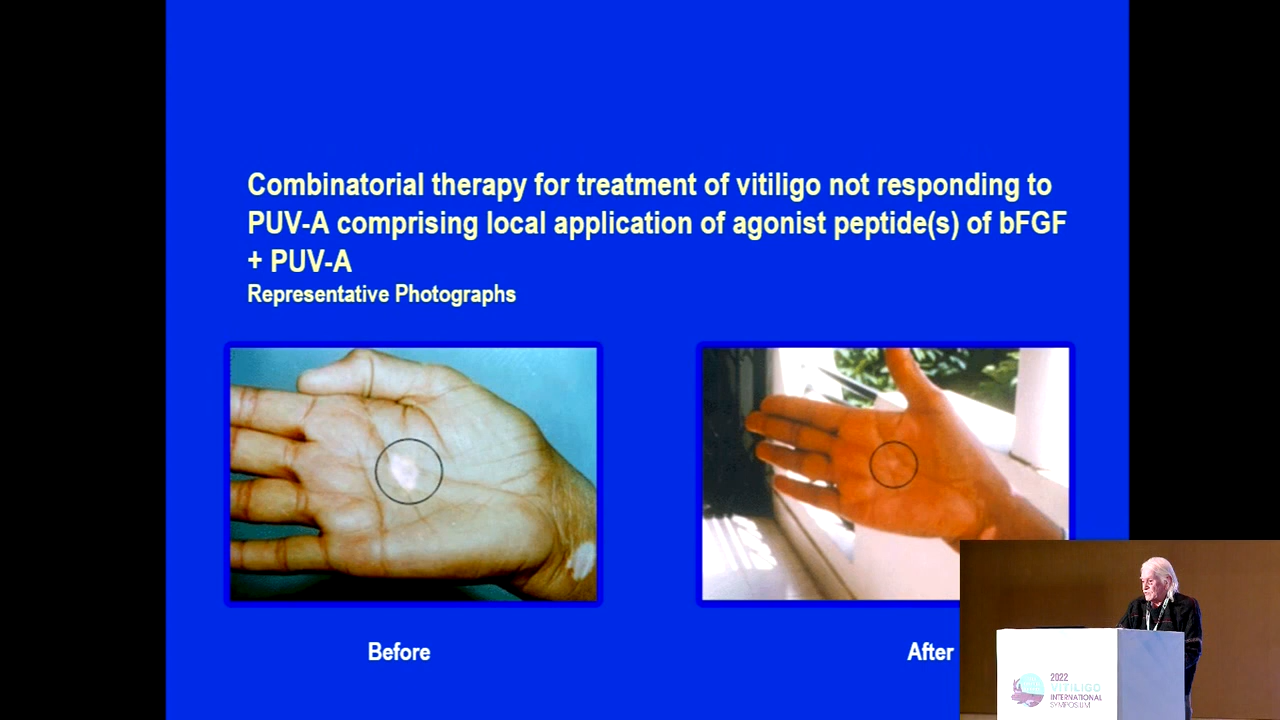 Combinatorial therapy for treatment of vitiligo not responding to
PUV-A comprising local application of agonist peptide(s) of bFGF
+ PUV-A
Representative Photographs
Before
After
2022
VITILIGO
INTERNATIONAL
SYMPOSIUM